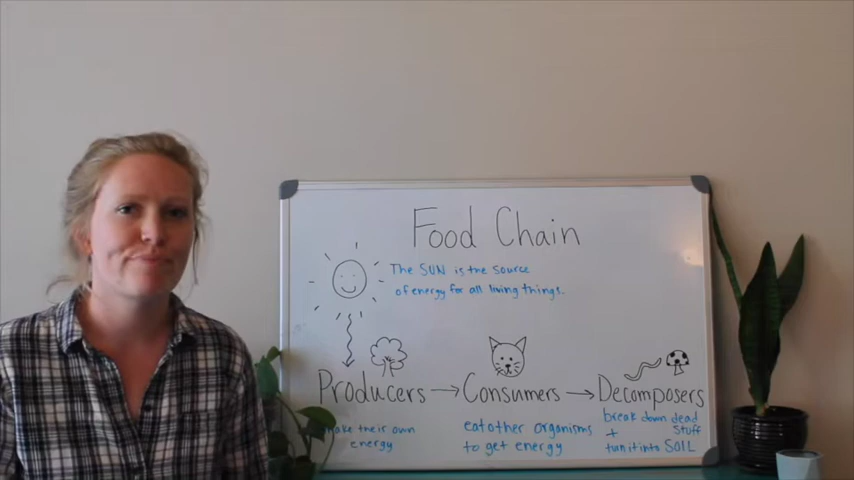 Food Chain
The SUN is the source
of energy for all living things.
Producers → Consumers → Decomposers
make their own
energy
eat other organisms
to get energy
break down dead
stuff
+
turn it into SOIL